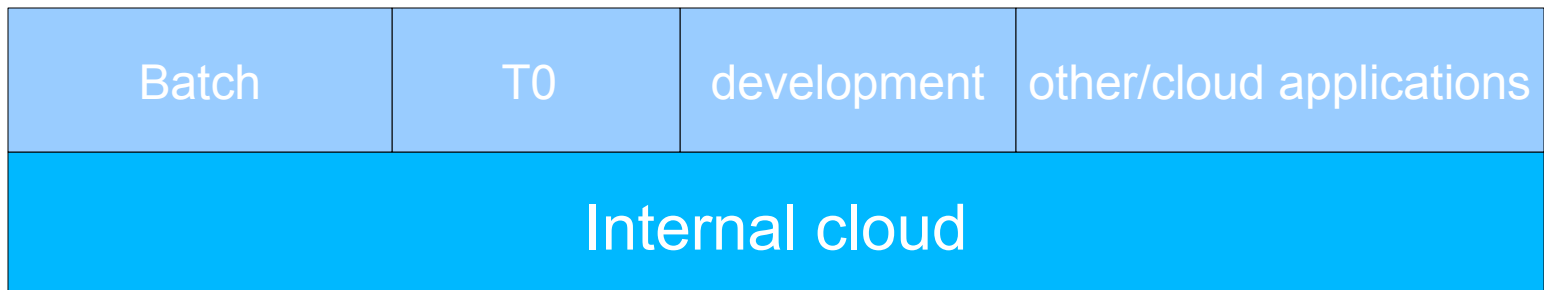 Batch T0 development other/cloud applications
Internal cloud